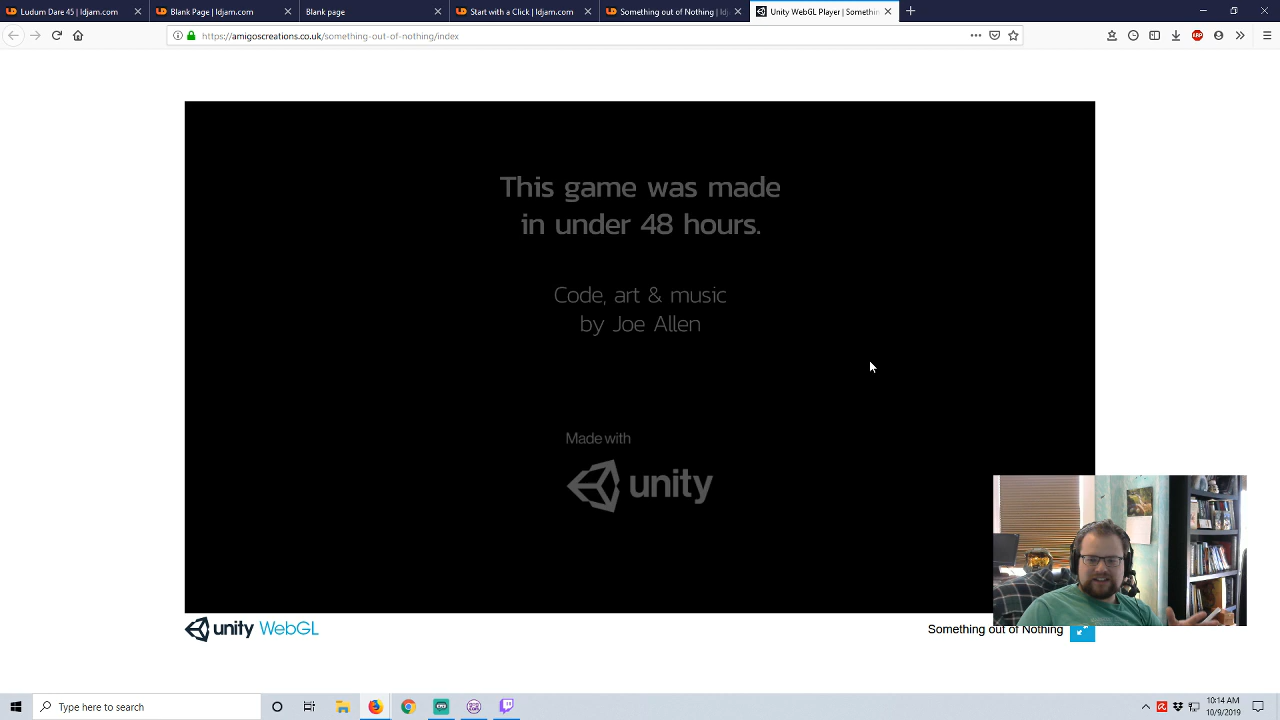 Ludum Dare 45 | ldjam.com
Blank Page | ldjam.com
Blank page
Start with a Click | ldjam.com
Something out of Nothing | ldj
Unity WebGL Player | Somethin
https://amigoscreations.co.uk/something-out-of-nothing/index
ABP
This game was made
in under 48 hours.
Code, art & music
by Joe Allen
Made with
unity
unity WebGL
Something out of Nothing
Type here to search
10:14 AM
10/9/2019